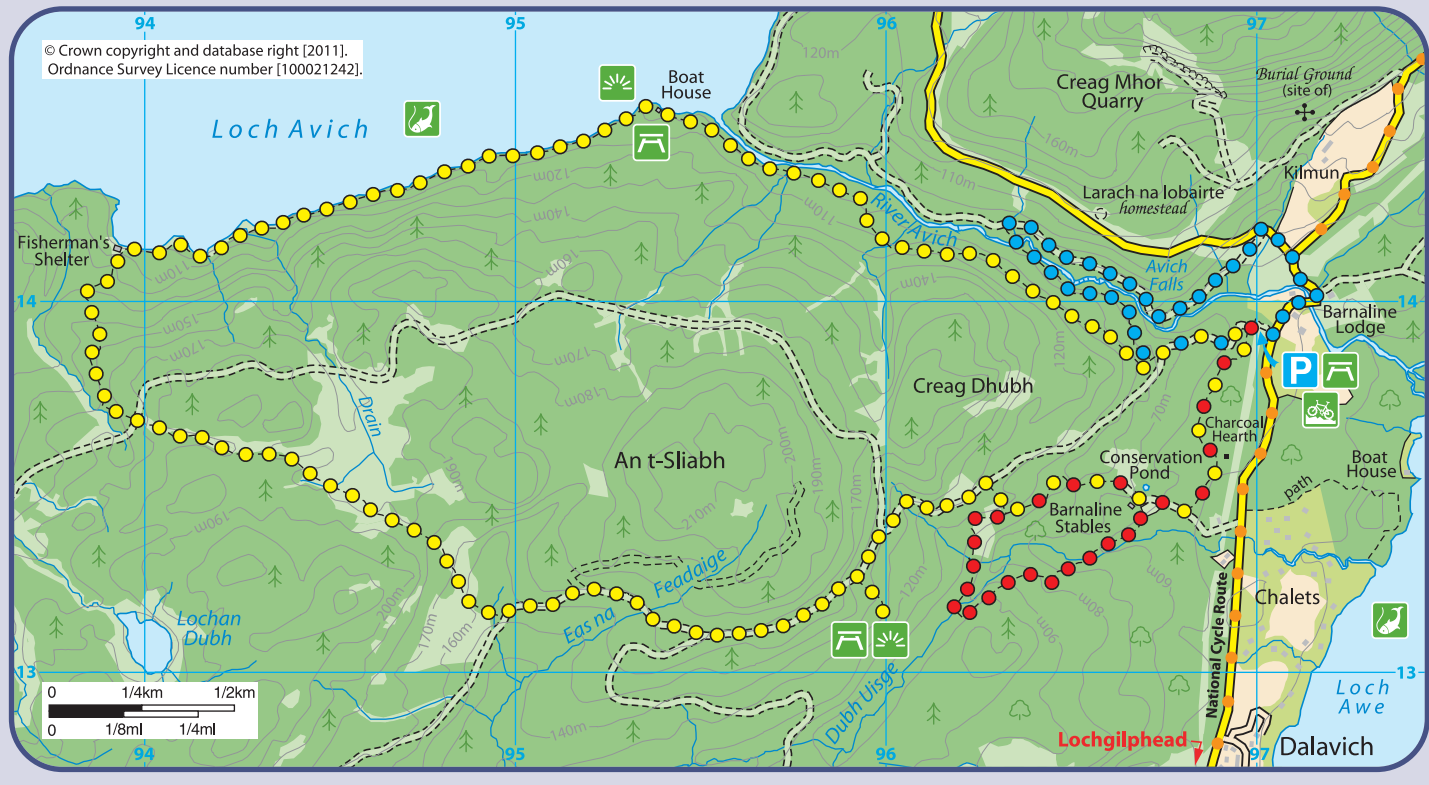 94
95
96
97
© Crown copyright and database right [2011].
Ordnance Survey Licence number [100021242].
Loch Avich
Boat
House
120m
Creag Mhor
Quarry
Burial Ground
(site of)
160m
110m
Kilmun
Larach na Iobairte
homestead
120m
140m
110m
River Avich
Fisherman's
Shelter
110m
160m
140m
Avich
Falls
14
14
150m
170m
120m
Barnaline
Lodge
P
180m
Creag Dhubh
70m
Drain
200m
Charcoal
Hearth
An t-Sliabh
160m
190m
170m
Conservation
Pond
Boat
House
path
210m
190m
Barnaline
Stables
Eas na Feadaige
120m
60m
80m
90m
National Cycle Route
Chalets
200m
170m
160m
Lochan
Dubh
13
13
Dubh Uisge
Loch
Awe
0 1/4km 1/2km
0 1/8ml 1/4ml
140m
Lochgilphead
Dalavich
94
95
96
97